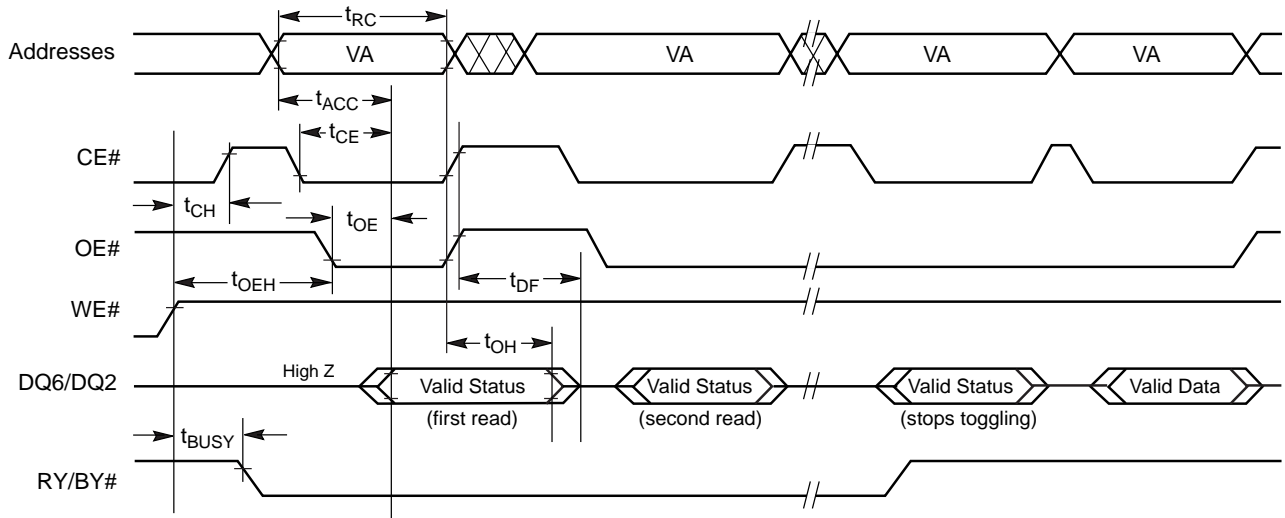 tRC
Addresses VA VA VA VA
tACC
tCE
CE#
tCH tOE
OE#
tOEH tDF
WE#
tOH
High Z
DQ6/DQ2 Valid Status Valid Status Valid Status Valid Data
(first read) (second read) (stops toggling)
tBUSY
RY/BY#